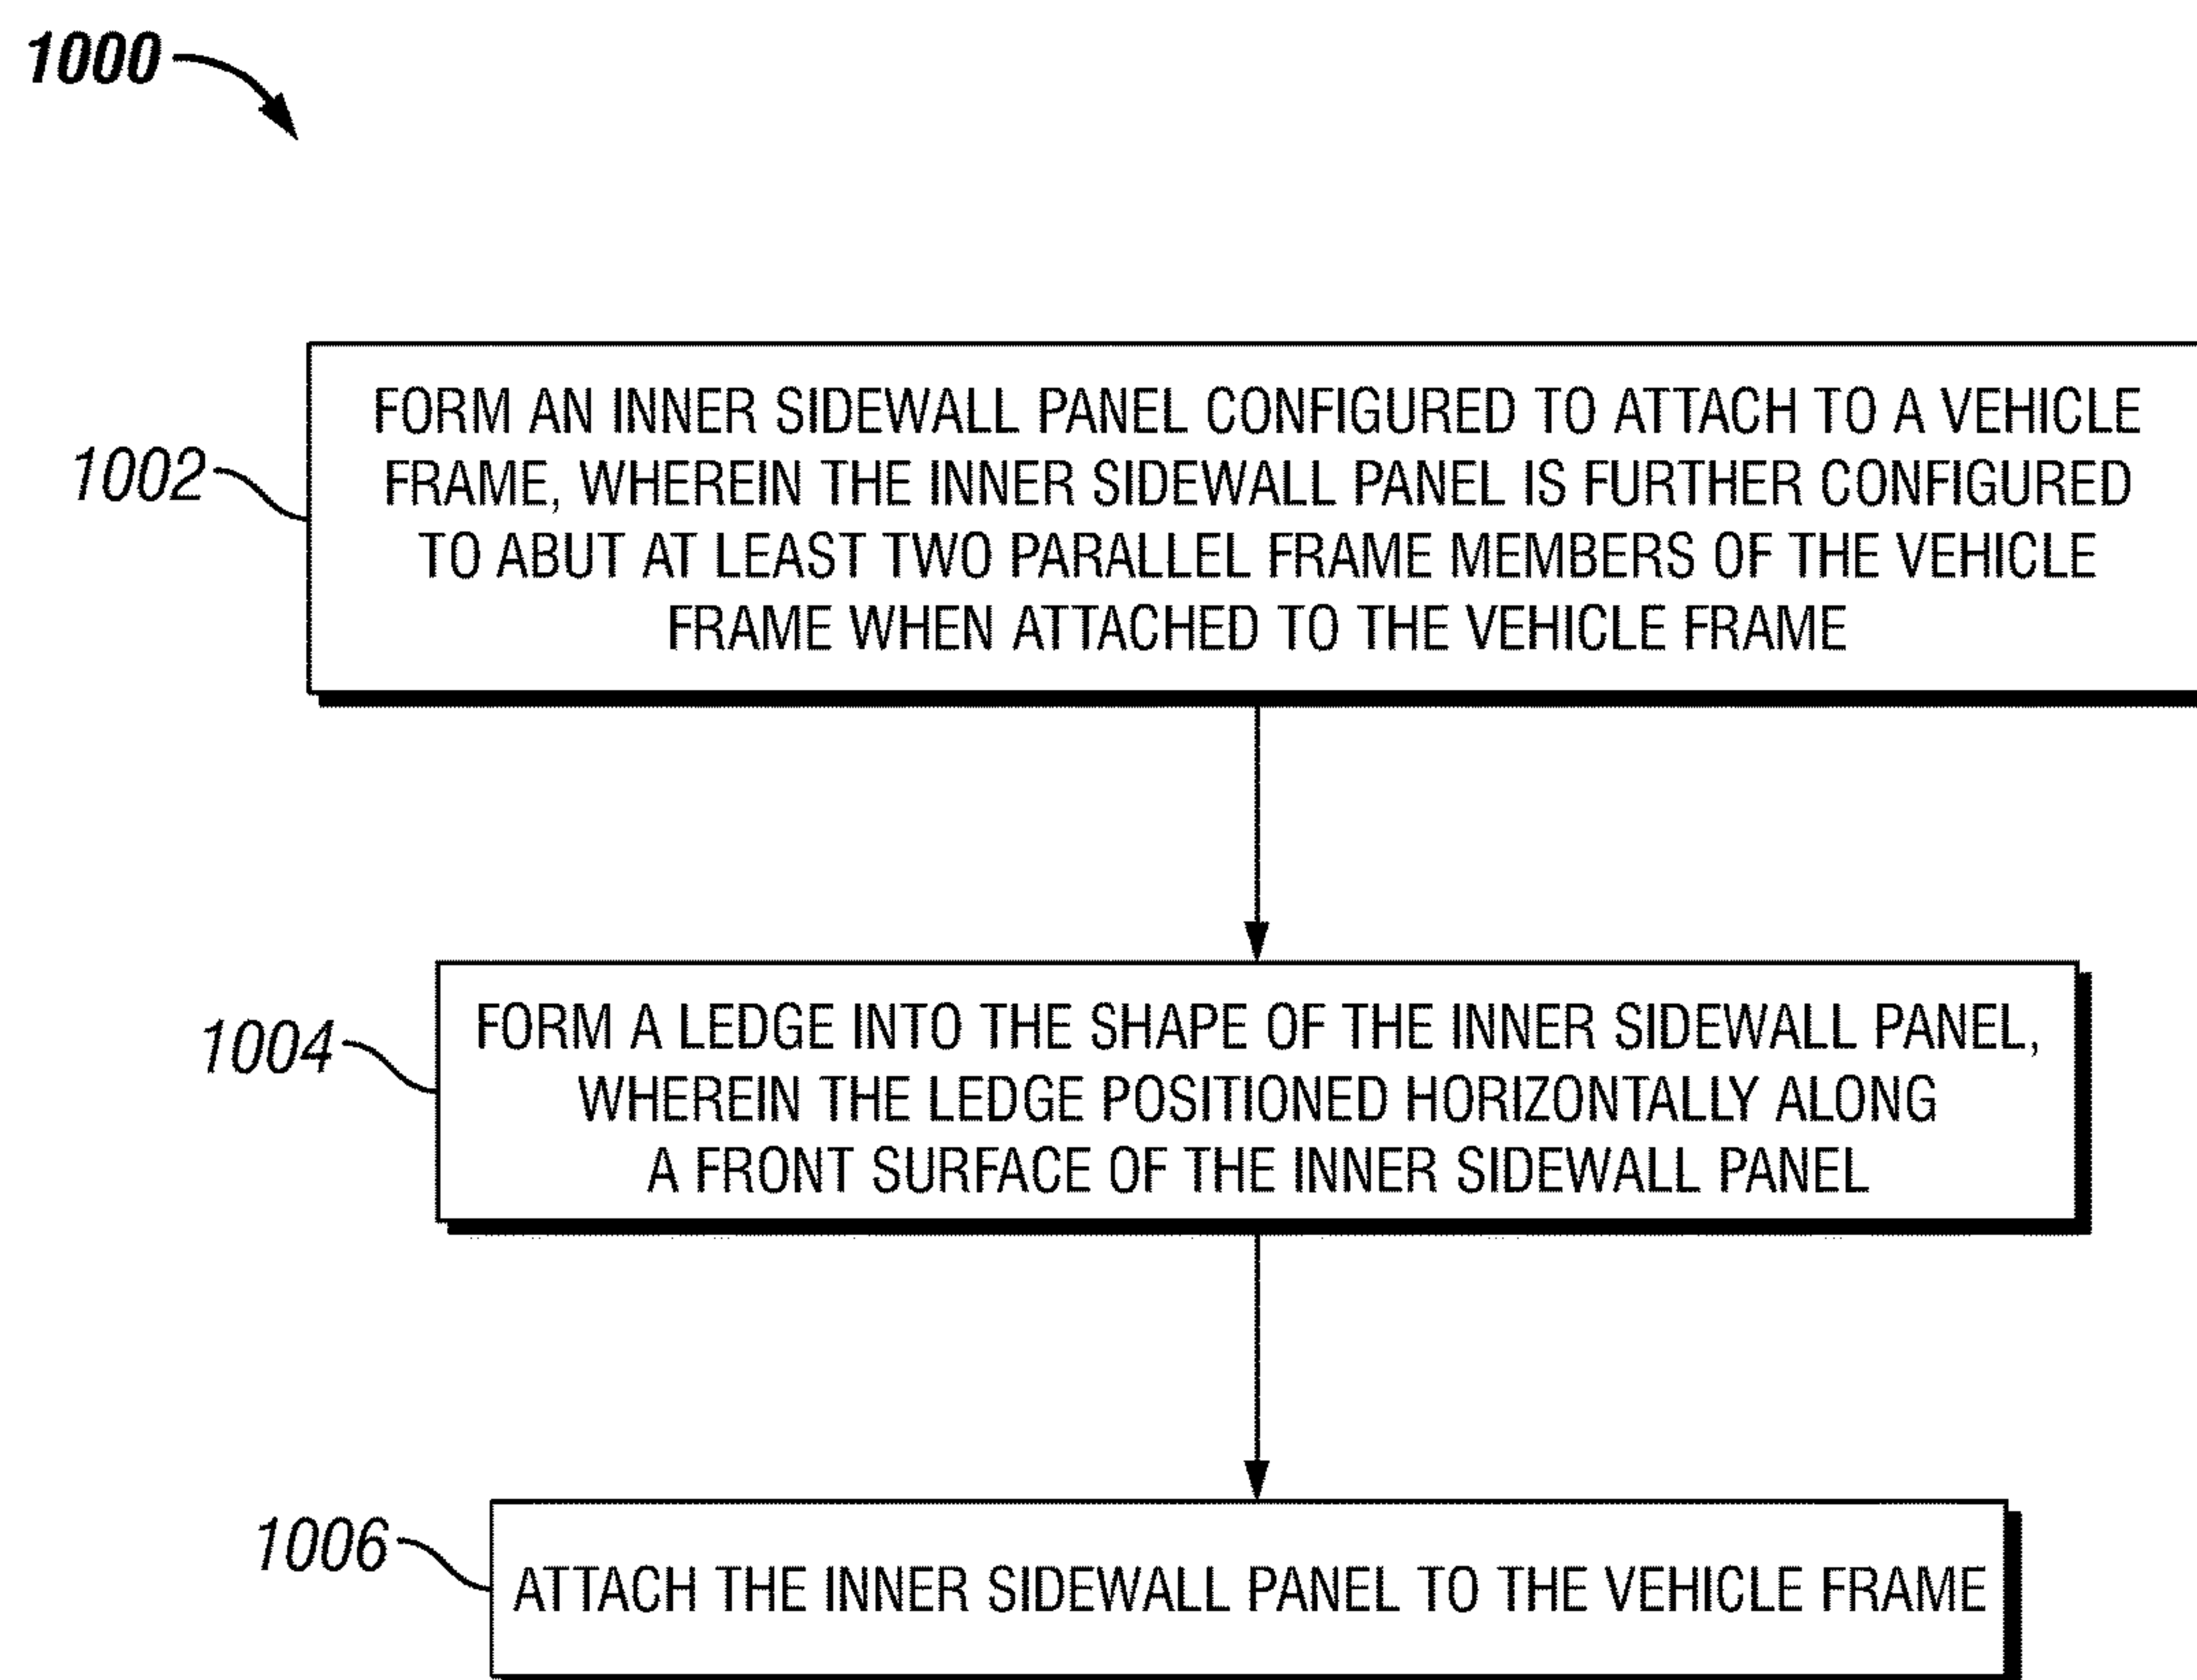 1000
FORM AN INNER SIDEWALL PANEL CONFIGURED TO ATTACH TO A VEHICLE
FRAME, WHEREIN THE INNER SIDEWALL PANEL IS FURTHER CONFIGURED
TO ABUT AT LEAST TWO PARALLEL FRAME MEMBERS OF THE VEHICLE
FRAME WHEN ATTACHED TO THE VEHICLE FRAME
1002
FORM A LEDGE INTO THE SHAPE OF THE INNER SIDEWALL PANEL,
WHEREIN THE LEDGE POSITIONED HORIZONTALLY ALONG
A FRONT SURFACE OF THE INNER SIDEWALL PANEL
1004
ATTACH THE INNER SIDEWALL PANEL TO THE VEHICLE FRAME
1006